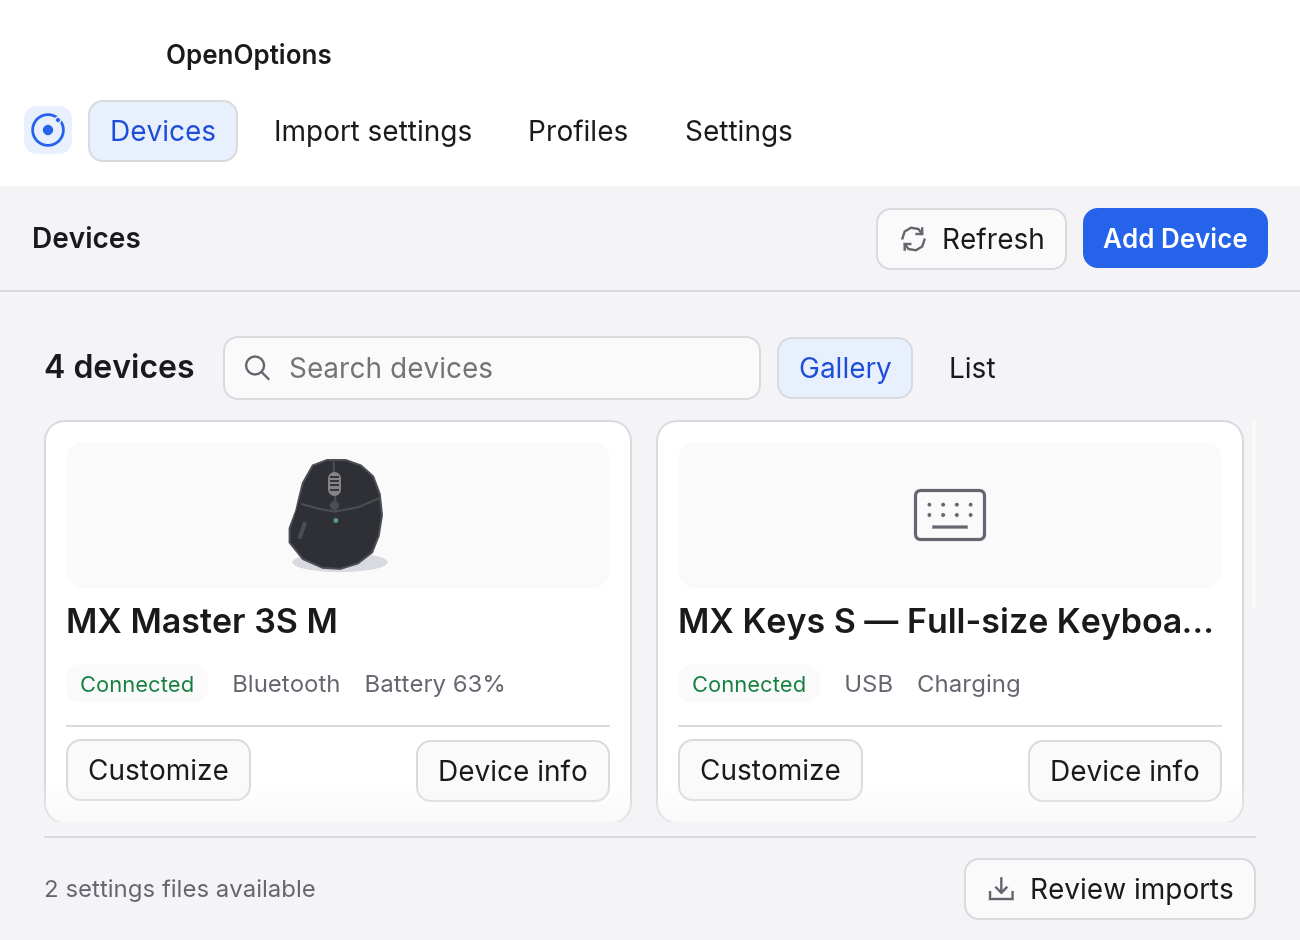 OpenOptions
Devices Import settings Profiles Settings
Devices Refresh Add Device
4 devices Search devices Gallery List
MX Master 3S M
Connected Bluetooth Battery 63%
Customize Device info
MX Keys S — Full-size Keyboa...
Connected USB Charging
Customize Device info
2 settings files available Review imports